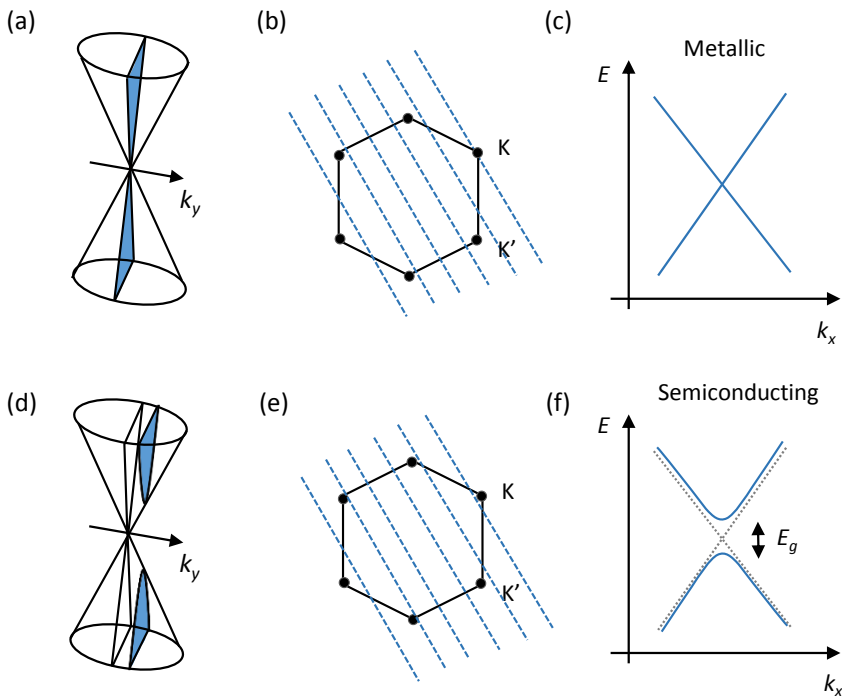 (a)
(b)
(c)
Metallic
E
K
K'
k_y
k_x
(d)
(e)
(f)
Semiconducting
E
K
K'
k_y
E_g
k_x